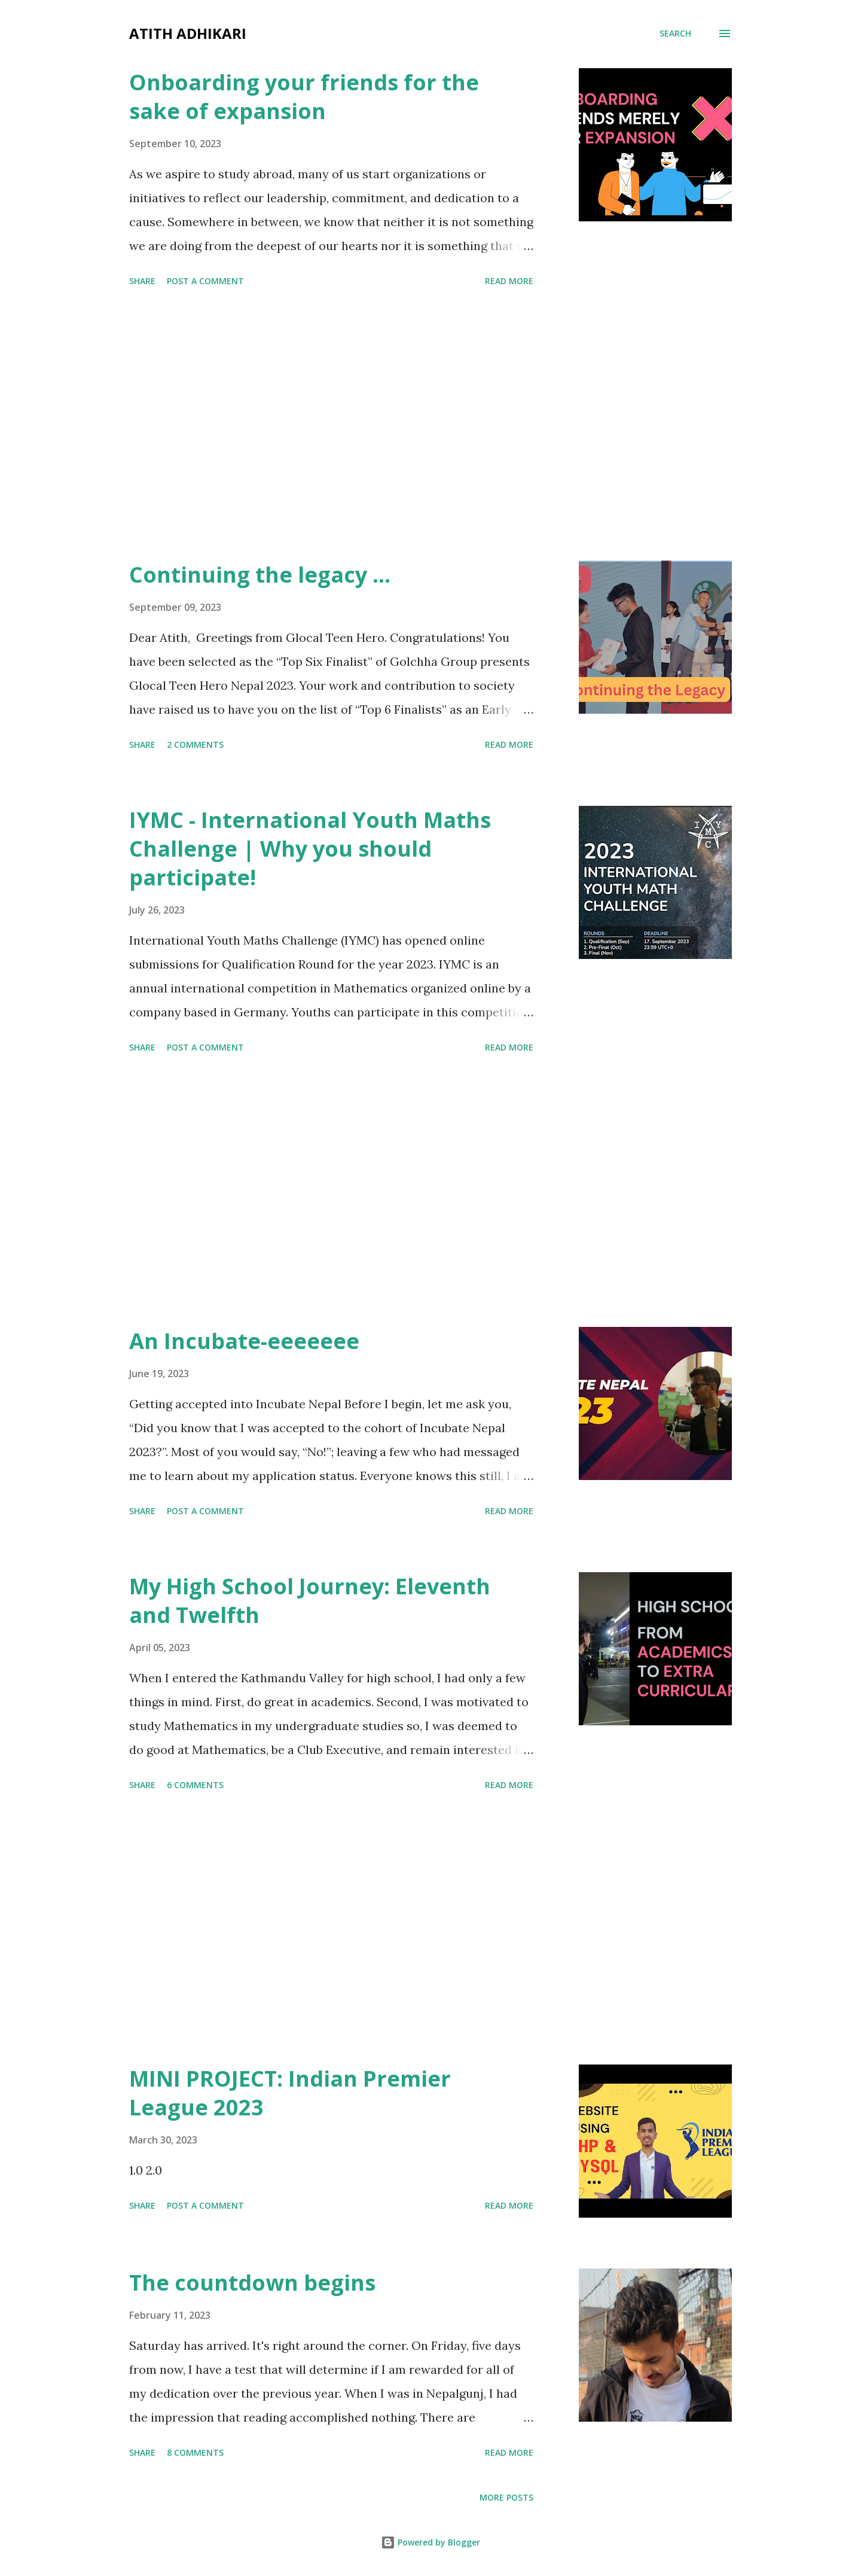 ATITH ADHIKARI
SEARCH
Onboarding your friends for the
sake of expansion
September 10, 2023
As we aspire to study abroad, many of us start organizations or
initiatives to reflect our leadership, commitment, and dedication to a
cause. Somewhere in between, we know that neither it is not something
we are doing from the deepest of our hearts nor it is something that …
SHARE POST A COMMENT READ MORE
BOARDING
ENDS MERELY
EXPANSION
Continuing the legacy ...
September 09, 2023
Dear Atith, Greetings from Glocal Teen Hero. Congratulations! You
have been selected as the “Top Six Finalist” of Golchha Group presents
Glocal Teen Hero Nepal 2023. Your work and contribution to society
have raised us to have you on the list of “Top 6 Finalists” as an Early …
SHARE 2 COMMENTS READ MORE
ontinuing the Legacy
IYMC - International Youth Maths
Challenge | Why you should
participate!
July 26, 2023
International Youth Maths Challenge (IYMC) has opened online
submissions for Qualification Round for the year 2023. IYMC is an
annual international competition in Mathematics organized online by a
company based in Germany. Youths can participate in this competitio …
SHARE POST A COMMENT READ MORE
I Y
M C
2023
INTERNATIONAL
YOUTH MATH
CHALLENGE
ROUNDS DEADLINE
1. Qualification (Sep) 17. September 2023
2. Pre-Final (Oct) 23:59 UTC+0
3. Final (Nov)
An Incubate-eeeeeee
June 19, 2023
Getting accepted into Incubate Nepal Before I begin, let me ask you,
“Did you know that I was accepted to the cohort of Incubate Nepal
2023?”. Most of you would say, “No!”; leaving a few who had messaged
me to learn about my application status. Everyone knows this still, I a …
SHARE POST A COMMENT READ MORE
TE NEPAL
23
My High School Journey: Eleventh
and Twelfth
April 05, 2023
When I entered the Kathmandu Valley for high school, I had only a few
things in mind. First, do great in academics. Second, I was motivated to
study Mathematics in my undergraduate studies so, I was deemed to
do good at Mathematics, be a Club Executive, and remain interested …
SHARE 6 COMMENTS READ MORE
HIGH SCHOO
FROM
ACADEMICS
TO EXTRA
CURRICULAR
MINI PROJECT: Indian Premier
League 2023
March 30, 2023
1.0 2.0
SHARE POST A COMMENT READ MORE
EBSITE
USING
HP &
YSQL
INDIA
PREM
LEAGU
The countdown begins
February 11, 2023
Saturday has arrived. It's right around the corner. On Friday, five days
from now, I have a test that will determine if I am rewarded for all of
my dedication over the previous year. When I was in Nepalgunj, I had
the impression that reading accomplished nothing. There are …
SHARE 8 COMMENTS READ MORE
MORE POSTS
Powered by Blogger